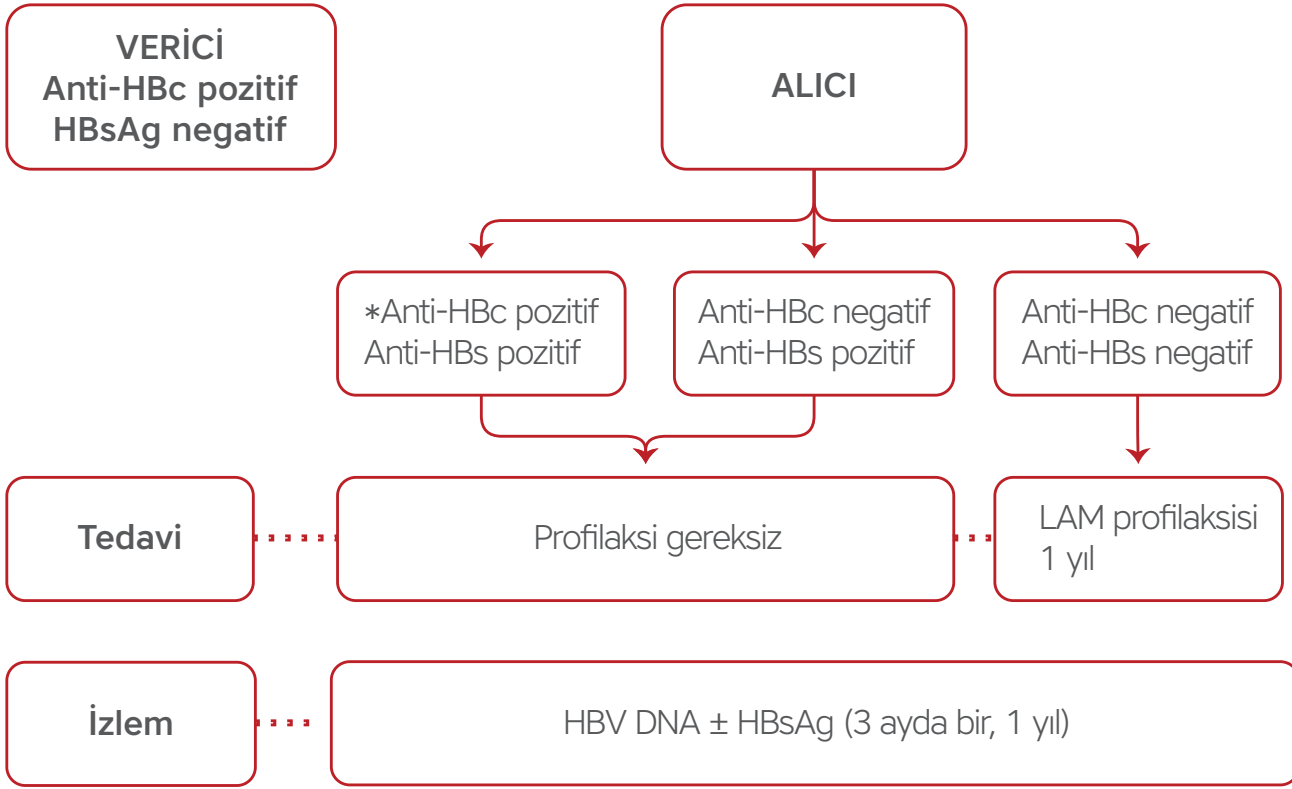 VERİCİ
Anti-HBc pozitif
HBsAg negatif
ALICI
*Anti-HBc pozitif
Anti-HBs pozitif
Anti-HBc negatif
Anti-HBs pozitif
Anti-HBc negatif
Anti-HBs negatif
Tedavi
Profilaksi gereksiz
LAM profilaksisi
1 yıl
İzlem
HBV DNA ± HBsAg (3 ayda bir, 1 yıl)